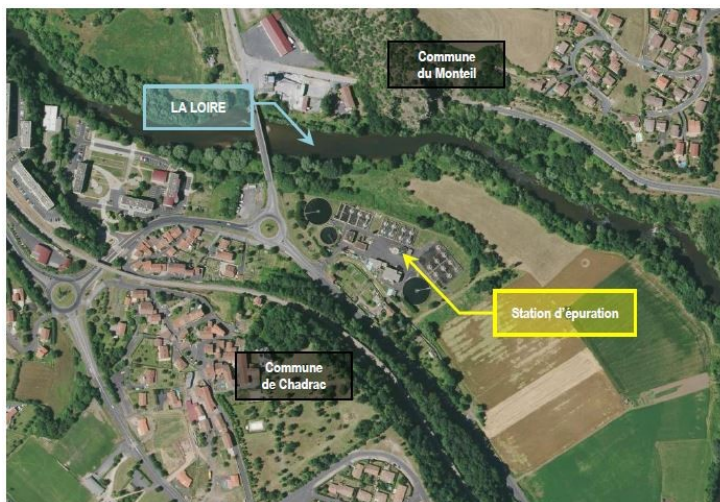 Commune
du Monteil
LA LOIRE
Station d'épuration
Commune
de Chadrac